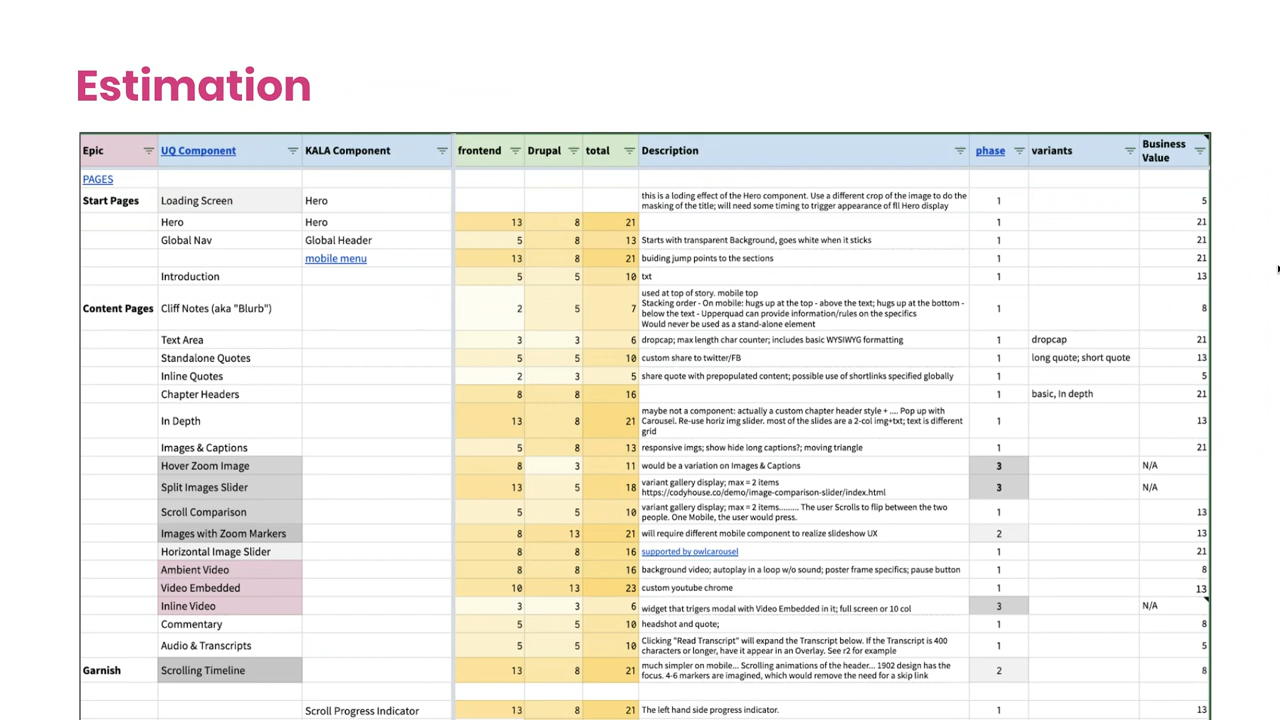 Estimation
Epic UQ Component KALA Component frontend Drupal total Description phase variants Business Value
PAGES
Start Pages Loading Screen Hero this is a loding effect of the Hero component. Use a different crop of the image to do the
masking of the title; will need some timing to trigger appearance of fll Hero display 1 5
Hero Hero 13 8 21 1 21
Global Nav Global Header 5 8 13 Starts with transparent Background, goes white when it sticks 1 21
mobile menu 13 8 21 buiding jump points to the sections 1 21
Introduction 5 5 10 txt 1 13
Content Pages Cliff Notes (aka "Blurb") 2 5 7 used at top of story. mobile top
Stacking order - On mobile: hugs up at the top - above the text; hugs up at the bottom -
below the text - Upperquad can provide information/rules on the specifics
Would never be used as a stand-alone element 1 8
Text Area 3 3 6 dropcap; max length char counter; includes basic WYSIWYG formatting 1 dropcap 21
Standalone Quotes 5 5 10 custom share to twitter/FB 1 long quote; short quote 13
Inline Quotes 2 3 5 share quote with prepopulated content; possible use of shortlinks specified globally 1 5
Chapter Headers 8 8 16 1 basic, In depth 21
In Depth 13 8 21 maybe not a component: actually a custom chapter header style + .... Pop up with
Carousel. Re-use horiz img slider. most of the slides are a 2-col img+txt; text is different
grid 1 13
Images & Captions 5 8 13 responsive imgs; show hide long captions?; moving triangle 1 21
Hover Zoom Image 8 3 11 would be a variation on Images & Captions 3 N/A
Split Images Slider 13 5 18 variant gallery display; max = 2 items
https://codyhouse.co/demo/image-comparison-slider/index.html 3 N/A
Scroll Comparison 5 5 10 variant gallery display; max = 2 items......... The user Scrolls to flip between the two
people. One Mobile, the user would press. 1 13
Images with Zoom Markers 8 13 21 will require different mobile component to realize slideshow UX 2 13
Horizontal Image Slider 8 8 16 supported by owlcarousel 1 21
Ambient Video 8 8 16 background video; autoplay in a loop w/o sound; poster frame specifics; pause button 1 8
Video Embedded 10 13 23 custom youtube chrome 1 13
Inline Video 3 3 6 widget that trigers modal with Video Embedded in it; full screen or 10 col 3 N/A
Commentary 5 5 10 headshot and quote; 1 8
Audio & Transcripts 5 5 10 Clicking "Read Transcript" will expand the Transcript below. If the Transcript is 400
characters or longer, have it appear in an Overlay. See r2 for example 1 5
Garnish Scrolling Timeline 13 8 21 much simpler on mobile... Scrolling animations of the header... 1902 design has the
focus. 4-6 markers are imagined, which would remove the need for a skip link 2 8
Scroll Progress Indicator 13 8 21 The left hand side progress indicator. 1 13